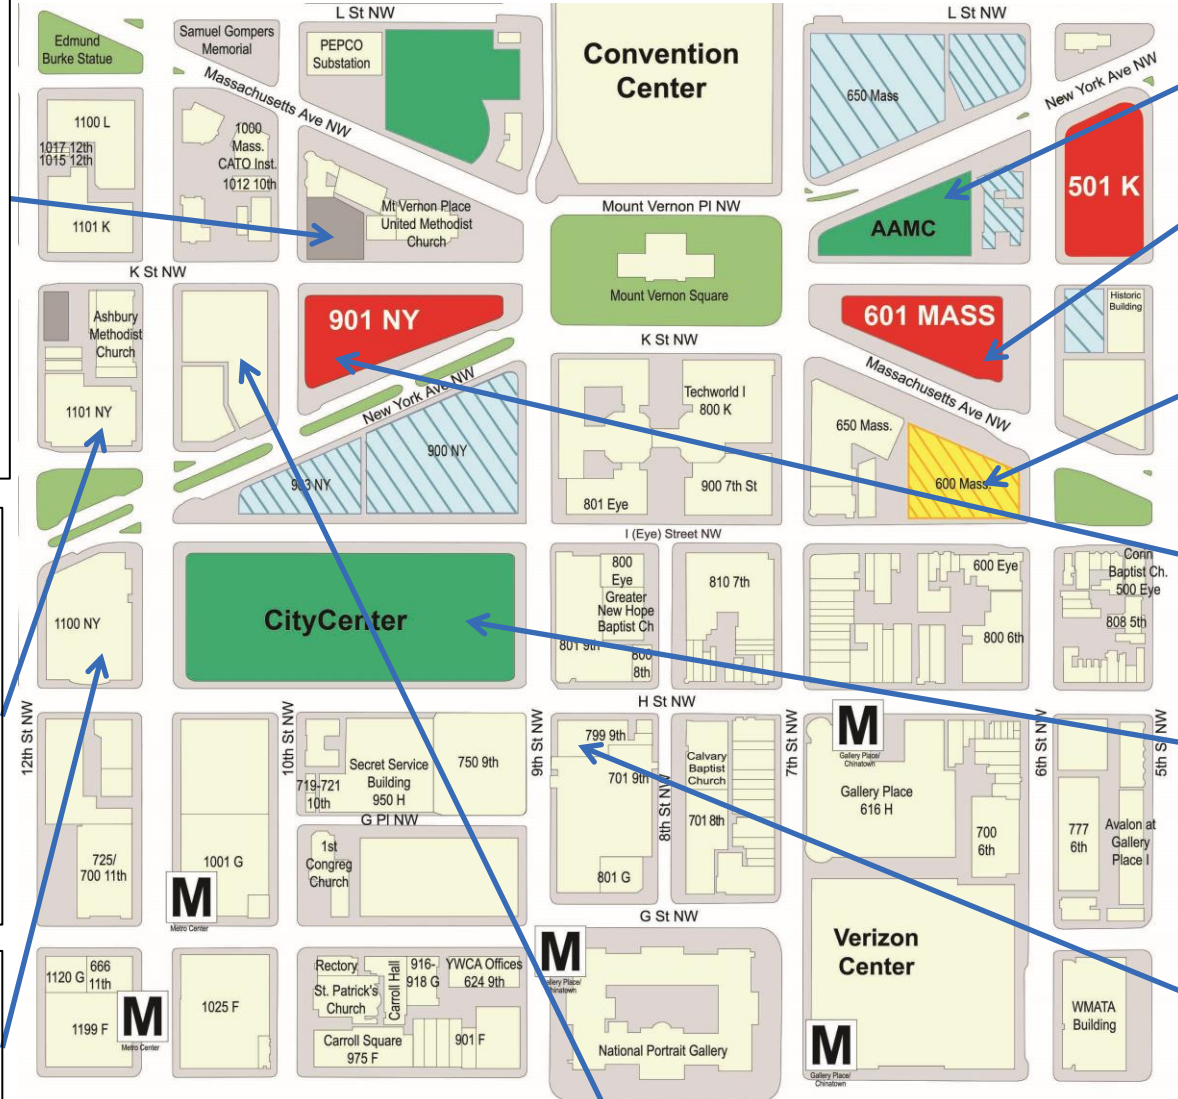 L St NW
L St NW
Edmund
Burke Statue
Samuel Gompers
Memorial
PEPCO
Substation
Convention
Center
Massachusetts Ave NW
New York Ave NW
650 Mass
1100 L
1017 12th
1015 12th
1101 K
1000
Mass.
CATO Inst.
1012 10th
Mt Vernon Place
United Methodist
Church
Mount Vernon Pl NW
AAMC
501 K
K St NW
Mount Vernon Square
Ashbury
Methodist
Church
901 NY
601 MASS
Historic
Building
K St NW
1101 NY
New York Ave NW
Techworld I
800 K
Massachusetts Ave NW
650 Mass.
900 NY
993 NY
900 7th St
801 Eye
600 Mass.
I (Eye) Street NW
1100 NY
CityCenter
800
Eye
Greater
New Hope
Baptist Ch
801 9th
800
8th
810 7th
600 Eye
800 6th
Corin
Baptist Ch.
500 Eye
808 5th
H St NW
12th St NW
10th St NW
9th St NW
8th St NW
7th St NW
6th St NW
5th St NW
719-721
10th
Secret Service
Building
950 H
750 9th
799 9th
701 9th
Calvary
Baptist
Church
701 8th
M
Gallery Place/
Chinatown
Gallery Place
616 H
700
6th
777
6th
Avalon at
Gallery
Place I
G Pl NW
725/
700 11th
1001 G
M
Metro Center
1st
Congreg
Church
801 G
G St NW
Verizon
Center
1120 G
666
11th
1199 F
M
Metro Center
1025 F
Rectory
St. Patrick's
Church
Carroll Hall
916-
918 G
YWCA Offices
624 9th
Carroll Square
975 F
901 F
M
Gallery Place/
Chinatown
National Portrait Gallery
M
Gallery Place/
Chinatown
WMATA
Building